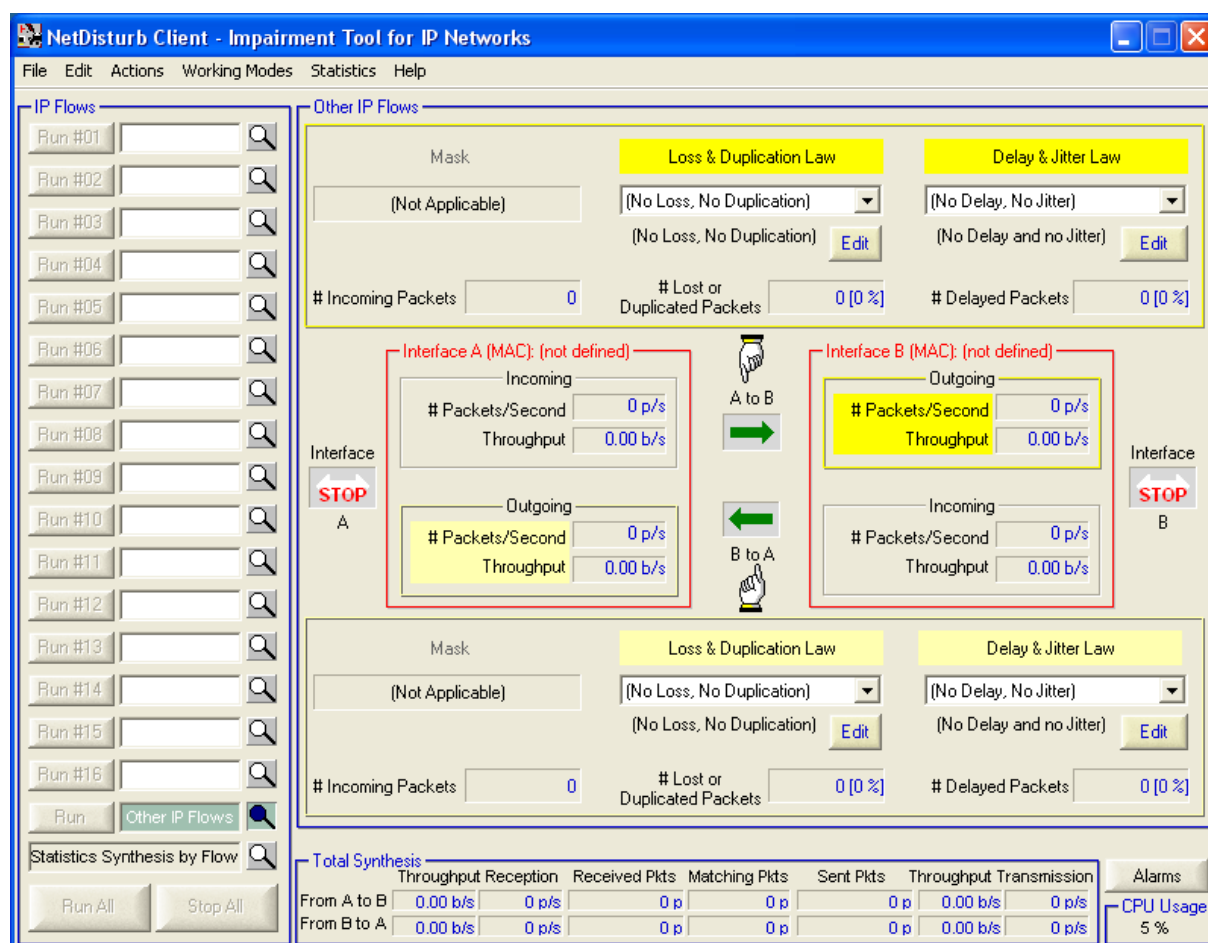 NetDisturb Client - Impairment Tool for IP Networks
File Edit Actions Working Modes Statistics Help
IP Flows
Run #01
Run #02
Run #03
Run #04
Run #05
Run #06
Run #07
Run #08
Run #09
Run #10
Run #11
Run #12
Run #13
Run #14
Run #15
Run #16
Run Other IP Flows
Statistics Synthesis by Flow
Run All Stop All
Other IP Flows
Mask Loss & Duplication Law Delay & Jitter Law
(Not Applicable) (No Loss, No Duplication) (No Delay, No Jitter)
(No Loss, No Duplication) Edit (No Delay and no Jitter) Edit
# Incoming Packets 0 # Lost or Duplicated Packets 0 [0 %] # Delayed Packets 0 [0 %]
Interface A (MAC): (not defined)
Incoming
# Packets/Second 0 p/s
Throughput 0.00 b/s
Interface
STOP
A
Outgoing
# Packets/Second 0 p/s
Throughput 0.00 b/s
A to B
B to A
Interface B (MAC): (not defined)
Outgoing
# Packets/Second 0 p/s
Throughput 0.00 b/s
Interface
STOP
B
Incoming
# Packets/Second 0 p/s
Throughput 0.00 b/s
Mask Loss & Duplication Law Delay & Jitter Law
(Not Applicable) (No Loss, No Duplication) (No Delay, No Jitter)
(No Loss, No Duplication) Edit (No Delay and no Jitter) Edit
# Incoming Packets 0 # Lost or Duplicated Packets 0 [0 %] # Delayed Packets 0 [0 %]
Total Synthesis
Throughput Reception Received Pkts Matching Pkts Sent Pkts Throughput Transmission
From A to B 0.00 b/s 0 p/s 0 p 0 p 0 p 0.00 b/s 0 p/s
From B to A 0.00 b/s 0 p/s 0 p 0 p 0 p 0.00 b/s 0 p/s
Alarms
CPU Usage
5 %